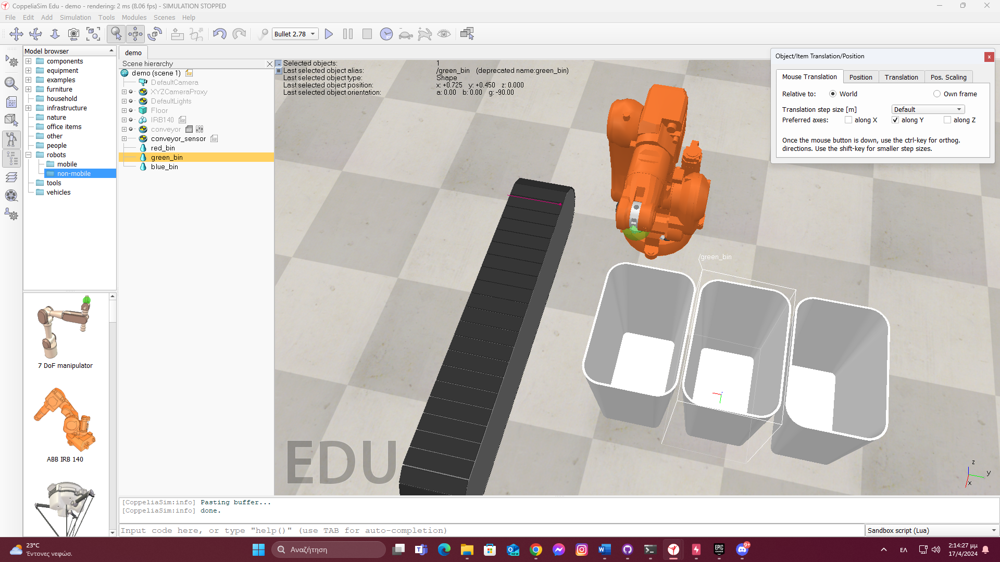 CoppeliaSim Edu - demo - rendering: 2 ms (8.06 fps) - SIMULATION STOPPED
File Edit Add Simulation Tools Modules Scenes Help
Bullet 2.78
Model browser
components
equipment
examples
furniture
household
infrastructure
nature
office items
other
people
robots
mobile
non-mobile
tools
vehicles
7 DoF manipulator
ABB IRB 140
demo
Scene hierarchy
demo (scene 1)
DefaultCamera
XYZCameraProxy
DefaultLights
Floor
IRB140
conveyor
conveyor_sensor
red_bin
green_bin
blue_bin
Selected objects: 1
Last selected object alias: /green_bin (deprecated name:green_bin)
Last selected object type: Shape
Last selected object position: x: +0.725 y: +0.450 z: 0.000
Last selected object orientation: a: 0.00 b: 0.00 g: -90.00
Object/Item Translation/Position
x
Mouse Translation Position Translation Pos. Scaling
Relative to: World Own frame
Translation step size [m] Default
Preferred axes: along X along Y along Z
Once the mouse button is down, use the ctrl-key for orthog.
directions. Use the shift-key for smaller step sizes.
/green_bin
EDU
z
y
x
[CoppeliaSim:info] Pasting buffer...
[CoppeliaSim:info] done.
Input code here, or type "help()" (use TAB for auto-completion)
Sandbox script (Lua)
23°C
Έντονες νεφώσ.
Αναζήτηση
NEW
EPIC
GAMES
9+
ΕΛ
2:14:27 μμ
17/4/2024